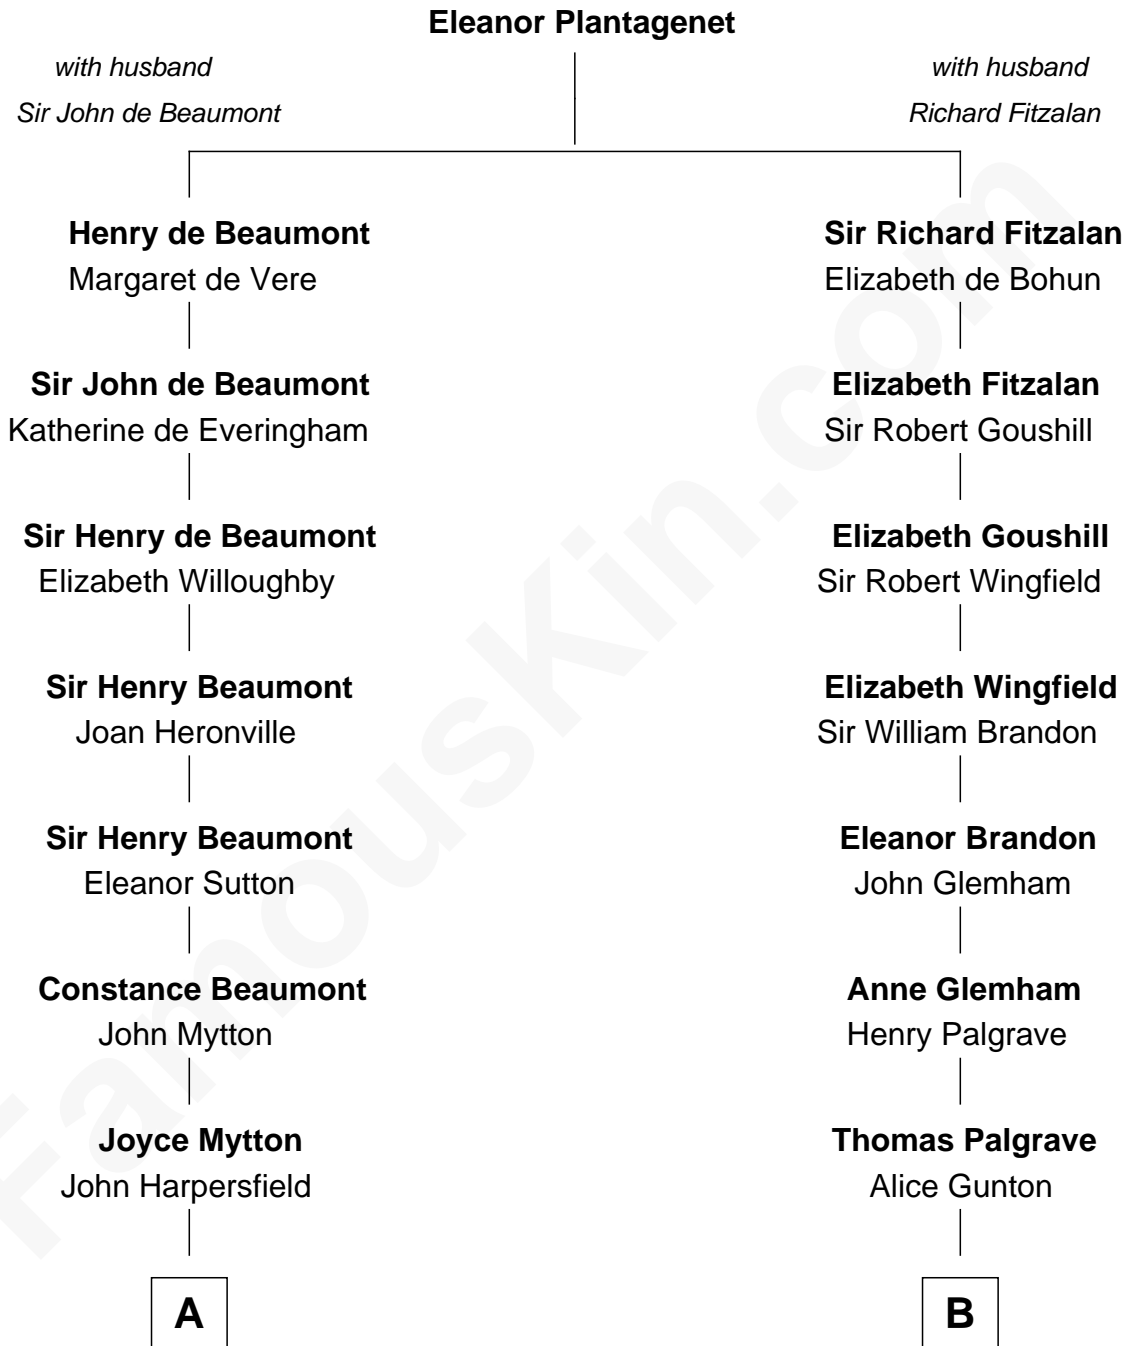 Eleanor Plantagenet
with husband
Sir John de Beaumont
with husband
Richard Fitzalan
Henry de Beaumont
Margaret de Vere
Sir Richard Fitzalan
Elizabeth de Bohun
Sir John de Beaumont
Katherine de Everingham
Elizabeth Fitzalan
Sir Robert Goushill
Sir Henry de Beaumont
Elizabeth Willoughby
Elizabeth Goushill
Sir Robert Wingfield
Sir Henry Beaumont
Joan Heronville
Elizabeth Wingfield
Sir William Brandon
Sir Henry Beaumont
Eleanor Sutton
Eleanor Brandon
John Glemham
Constance Beaumont
John Mytton
Anne Glemham
Henry Palgrave
Joyce Mytton
John Harpersfield
Thomas Palgrave
Alice Gunton
A
B
FamousKin.com